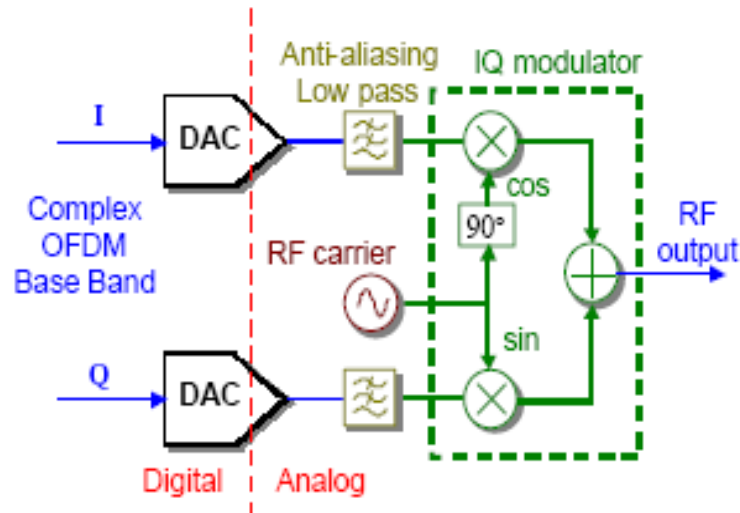 Anti-aliasing
Low pass
IQ modulator
I
DAC
cos
Complex
OFDM
Base Band
90°
RF carrier
RF
output
sin
Q
DAC
Digital
Analog